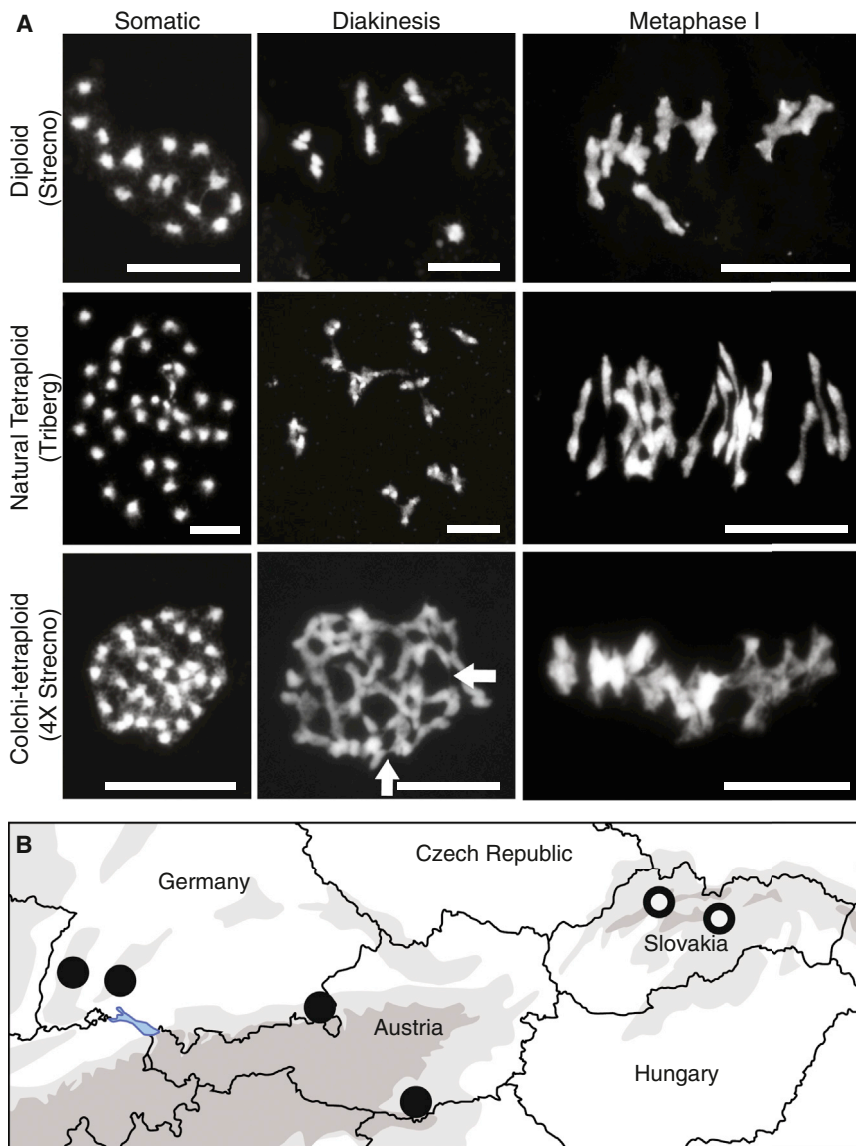 A
Somatic
Diakinesis
Metaphase I
Diploid
(Strecno)
Natural Tetraploid
(Triberg)
Colchi-tetraploid
(4X Strecno)
B
Germany
Czech Republic
Slovakia
Austria
Hungary